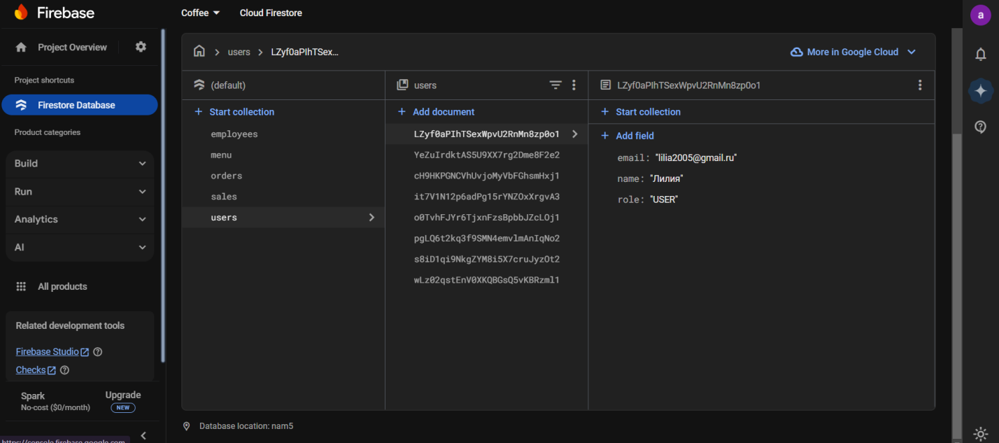 Firebase
Coffee
Cloud Firestore
a
Project Overview
users
LZyf0aPIhTSex...
More in Google Cloud
Project shortcuts
(default)
users
LZyf0aPIhTSexWpvU2RnMn8zp0o1
Firestore Database
Start collection
Add document
Start collection
Product categories
employees
menu
orders
sales
users
LZyf0aPIhTSexWpvU2RnMn8zp0o1
YeZuIrdktAS5U9XX7rg2Dme8F2e2
cH9HKPGNCVhUvjoMyVbFGhsmHxj1
it7V1N12p6adPg15rYNZOxXrgvA3
o0TvhFJYr6TjxnFzsBpbbJZcLOj1
pgLQ6t2kq3f9SMN4emvlmAnIqNo2
s8iD1qi9NkgZYM8i5X7cruJyzOt2
wLz02qstEnV0XKQBGsQ5vKBRzml1
Add field
email: "lilia2005@gmail.ru"
name: "Лилия"
role: "USER"
Build
Run
Analytics
AI
All products
Related development tools
Firebase Studio
Checks
Spark
No-cost ($0/month)
Upgrade
NEW
Database location: nam5
https://console.firebase.google.com